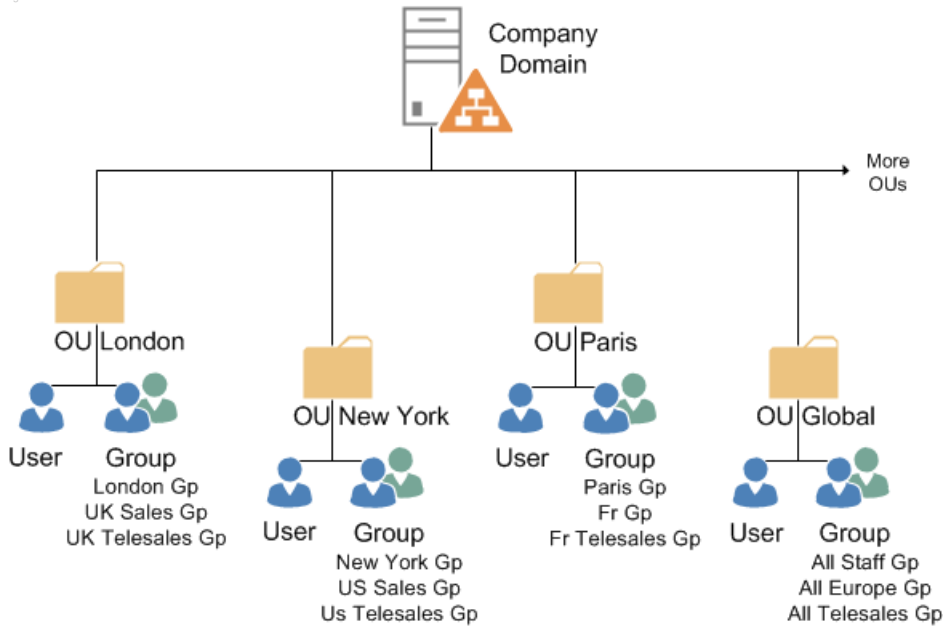 Company
Domain
More
OUs
OU London
User
Group
London Gp
UK Sales Gp
UK Telesales Gp
OU New York
User
Group
New York Gp
US Sales Gp
Us Telesales Gp
OU Paris
User
Group
Paris Gp
Fr Gp
Fr Telesales Gp
OU Global
User
Group
All Staff Gp
All Europe Gp
All Telesales Gp